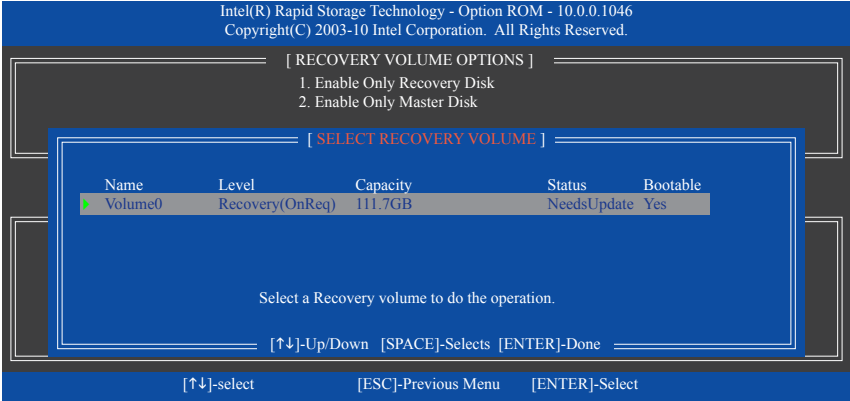 Intel(R) Rapid Storage Technology - Option ROM - 10.0.0.1046
Copyright(C) 2003-10 Intel Corporation. All Rights Reserved.
[ RECOVERY VOLUME OPTIONS ]
1. Enable Only Recovery Disk
2. Enable Only Master Disk
[ SELECT RECOVERY VOLUME ]
Name Level Capacity Status Bootable
Volume0 Recovery(OnReq) 111.7GB NeedsUpdate Yes
Select a Recovery volume to do the operation.
[↑↓]-Up/Down [SPACE]-Selects [ENTER]-Done
[↑↓]-select [ESC]-Previous Menu [ENTER]-Select